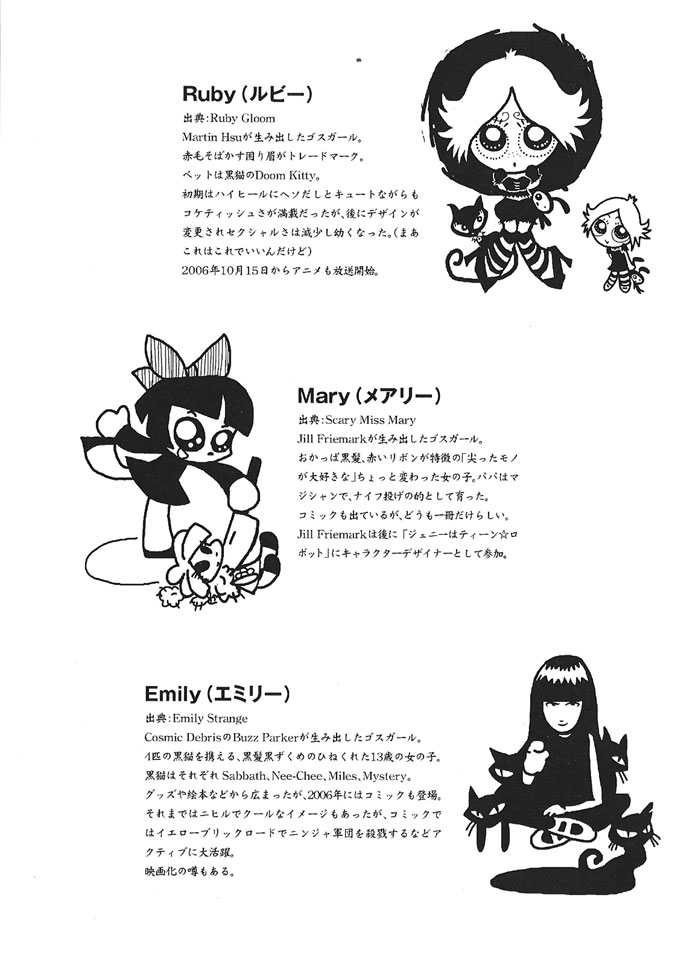 Ruby（ルビー）
出典：Ruby Gloom
Martin Hsuが生み出したゴスガール。
赤毛そばかす困り眉がトレードマーク。
ペットは黒猫のDoom Kitty。
初期はハイヒールにヘソだしとキュートながらも
コケティッシュさが満載だったが、後にデザインが
変更されセクシャルさは減少し幼くなった。（まあ
これはこれでいいんだけど）
2006年10月15日からアニメも放送開始。
Mary（メアリー）
出典：Scary Miss Mary
Jill Friemarkが生み出したゴスガール。
おかっぱ黒髪、赤いリボンが特徴の「尖ったモノ
が大好きな」ちょっと変わった女の子。パパはマ
ジシャンで、ナイフ投げの的として育った。
コミックも出ているが、どうも一冊だけらしい。
Jill Friemarkは後に「ジェニーはティーン☆ロ
ボット」にキャラクターデザイナーとして参加。
Emily（エミリー）
出典：Emily Strange
Cosmic DebrisのBuzz Parkerが生み出したゴスガール。
4匹の黒猫を携える、黒髪黒ずくめのひねくれた13歳の女の子。
黒猫はそれぞれSabbath、Nee-Chee、Miles、Mystery。
グッズや絵本などから広まったが、2006年にはコミックも登場。
それまではニヒルでクールなイメージもあったが、コミックで
はイエローブリックロードでニンジャ軍団を殺戮するなどア
クティブに大活躍。
映画化の噂もある。